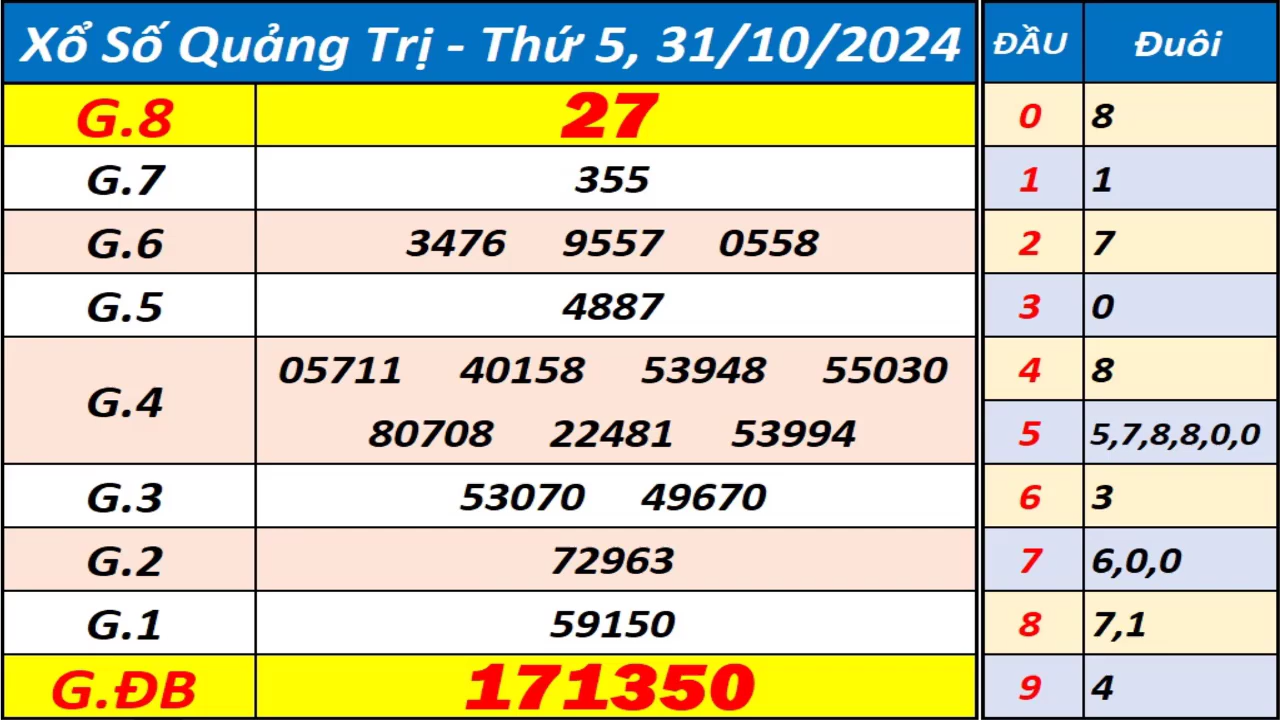 Xổ Số Quảng Trị - Thứ 5, 31/10/2024
G.8 27
G.7 355
G.6 3476 9557 0558
G.5 4887
G.4 05711 40158 53948 55030
80708 22481 53994
G.3 53070 49670
G.2 72963
G.1 59150
G.ĐB 171350
ĐẦU Đuôi
0 8
1 1
2 7
3 0
4 8
5 5,7,8,8,0,0
6 3
7 6,0,0
8 7,1
9 4